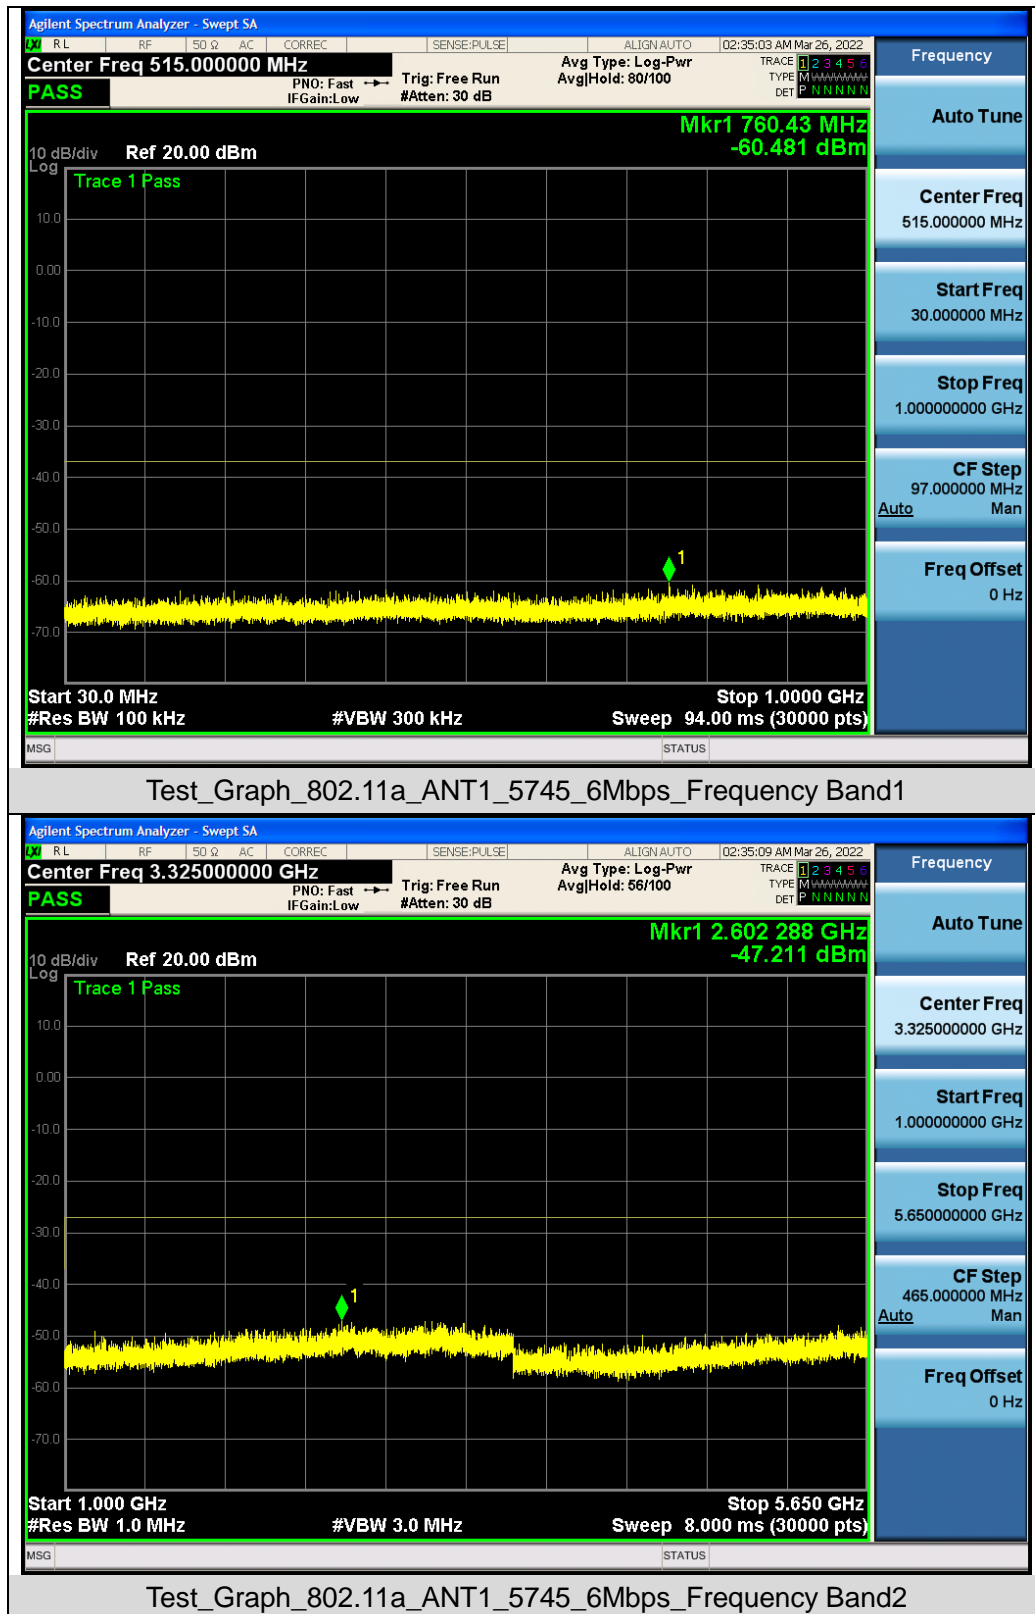 Agilent Spectrum Analyzer - Swept SA
LXI RL RF 50 Ω AC CORREC SENSE:PULSE ALIGN AUTO 02:35:03 AM Mar 26, 2022
Center Freq 515.000000 MHz
PASS
PNO: Fast
IFGain:Low
Trig: Free Run
#Atten: 30 dB
Avg Type: Log-Pwr
Avg|Hold: 80/100
TRACE 1 2 3 4 5 6
TYPE M WWWWW
DET P N N N N N
Mkr1 760.43 MHz
-60.481 dBm
10 dB/div Ref 20.00 dBm
Log
Trace 1 Pass
10.0
0.00
-10.0
-20.0
-30.0
-40.0
-50.0
-60.0
-70.0
1
Start 30.0 MHz Stop 1.0000 GHz
#Res BW 100 kHz #VBW 300 kHz Sweep 94.00 ms (30000 pts)
MSG STATUS
Frequency
Auto Tune
Center Freq
515.000000 MHz
Start Freq
30.000000 MHz
Stop Freq
1.000000000 GHz
CF Step
97.000000 MHz
Auto Man
Freq Offset
0 Hz
Test_Graph_802.11a_ANT1_5745_6Mbps_Frequency Band1
Agilent Spectrum Analyzer - Swept SA
LXI RL RF 50 Ω AC CORREC SENSE:PULSE ALIGN AUTO 02:35:09 AM Mar 26, 2022
Center Freq 3.325000000 GHz
PASS
PNO: Fast
IFGain:Low
Trig: Free Run
#Atten: 30 dB
Avg Type: Log-Pwr
Avg|Hold: 56/100
TRACE 1 2 3 4 5 6
TYPE M WWWWW
DET P N N N N N
Mkr1 2.602 288 GHz
-47.211 dBm
10 dB/div Ref 20.00 dBm
Log
Trace 1 Pass
10.0
0.00
-10.0
-20.0
-30.0
-40.0
-50.0
-60.0
-70.0
1
Start 1.000 GHz Stop 5.650 GHz
#Res BW 1.0 MHz #VBW 3.0 MHz Sweep 8.000 ms (30000 pts)
MSG STATUS
Frequency
Auto Tune
Center Freq
3.325000000 GHz
Start Freq
1.000000000 GHz
Stop Freq
5.650000000 GHz
CF Step
465.000000 MHz
Auto Man
Freq Offset
0 Hz
Test_Graph_802.11a_ANT1_5745_6Mbps_Frequency Band2